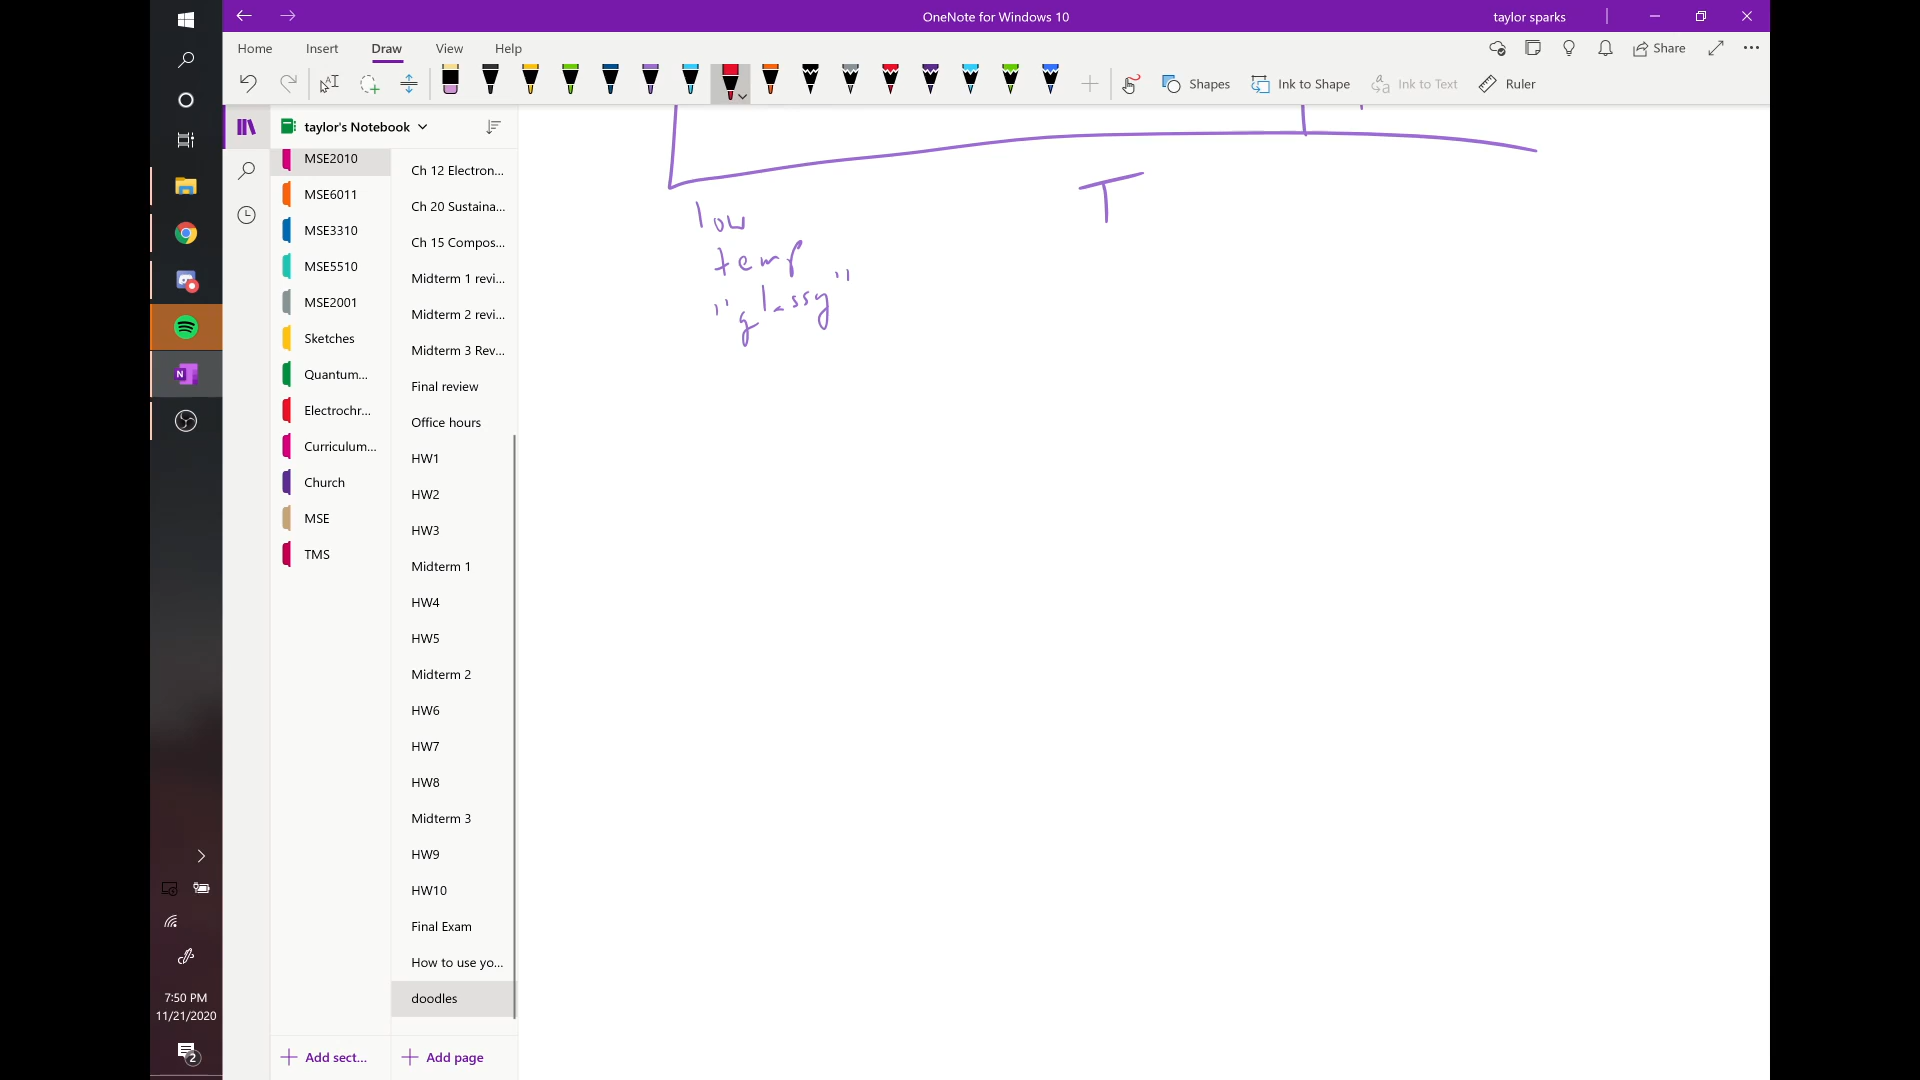 OneNote for Windows 10
taylor sparks
Home Insert Draw View Help
Share
Shapes Ink to Shape Ink to Text Ruler
taylor's Notebook
MSE2010
MSE6011
MSE3310
MSE5510
MSE2001
Sketches
Quantum...
Electrochr...
Curriculum...
Church
MSE
TMS
Add sect...
Ch 12 Electron...
Ch 20 Sustaina...
Ch 15 Compos...
Midterm 1 revi...
Midterm 2 revi...
Midterm 3 Rev...
Final review
Office hours
HW1
HW2
HW3
Midterm 1
HW4
HW5
Midterm 2
HW6
HW7
HW8
Midterm 3
HW9
HW10
Final Exam
How to use yo...
doodles
Add page
T
low
temp
"glassy"
7:50 PM
11/21/2020
2